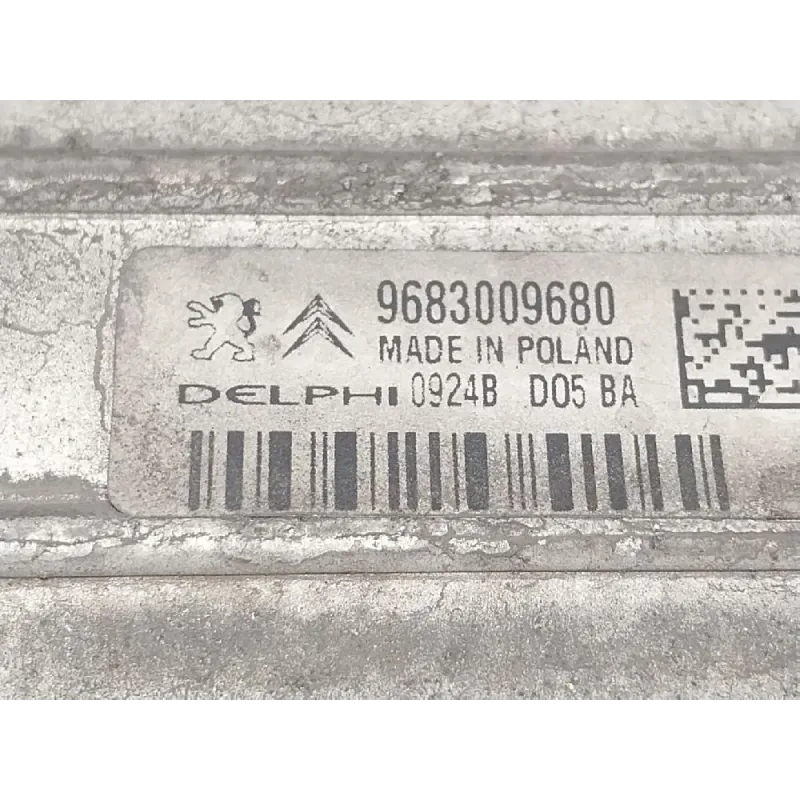 9683009680
MADE IN POLAND
DELPHI 0924B D05 BA